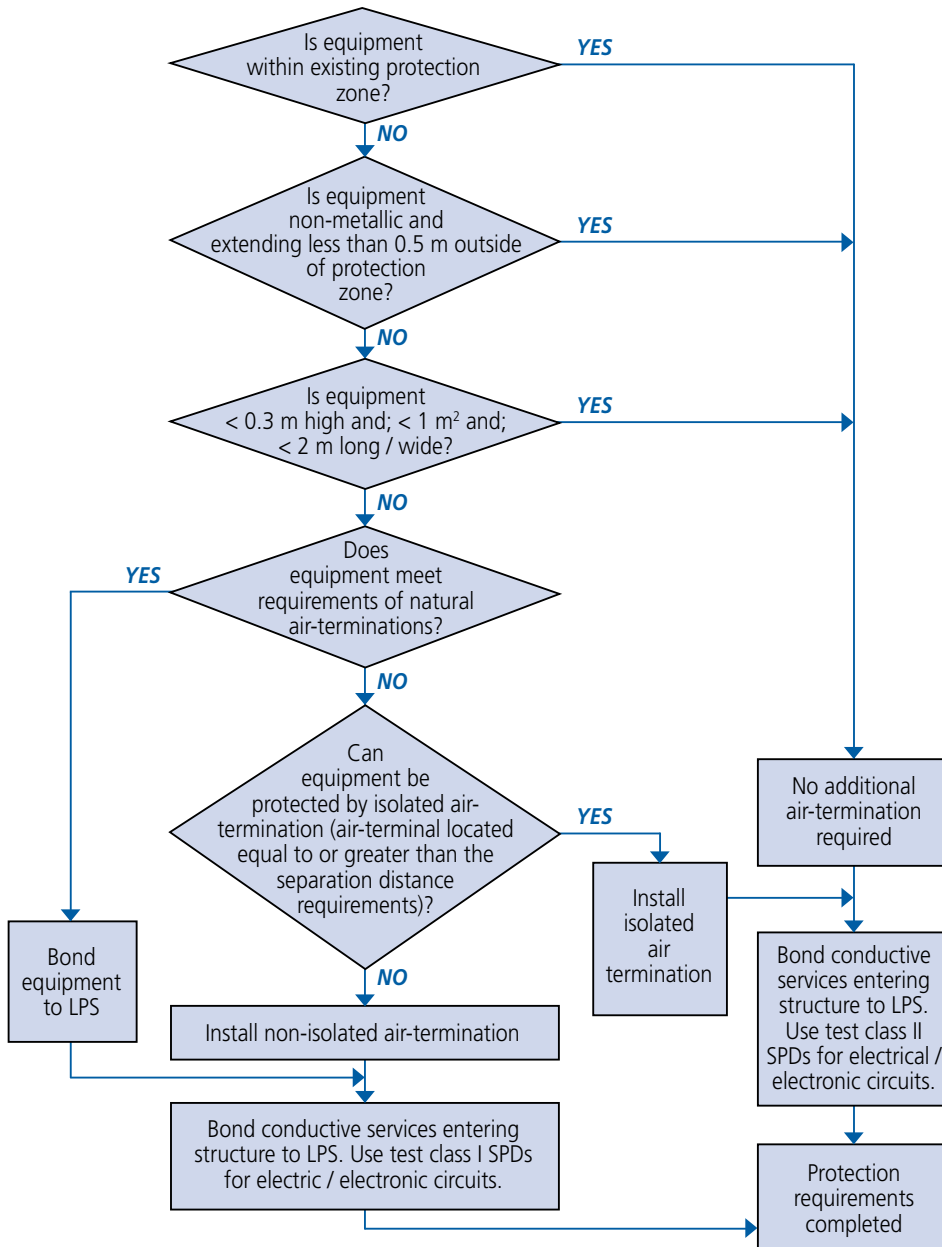 Is equipment
within existing protection
zone?
YES
NO
Is equipment
non-metallic and
extending less than 0.5 m outside
of protection
zone?
YES
NO
Is equipment
< 0.3 m high and; < 1 m² and;
< 2 m long / wide?
YES
NO
Does
equipment meet
requirements of natural
air-terminations?
YES
NO
Can
equipment be
protected by isolated air-
termination (air-terminal located
equal to or greater than the
separation distance
requirements)?
YES
NO
No additional
air-termination
required
Install
isolated
air
termination
Bond
equipment
to LPS
Bond conductive
services entering
structure to LPS.
Use test class II
SPDs for electrical /
electronic circuits.
Install non-isolated air-termination
Bond conductive services entering
structure to LPS. Use test class I SPDs
for electric / electronic circuits.
Protection
requirements
completed